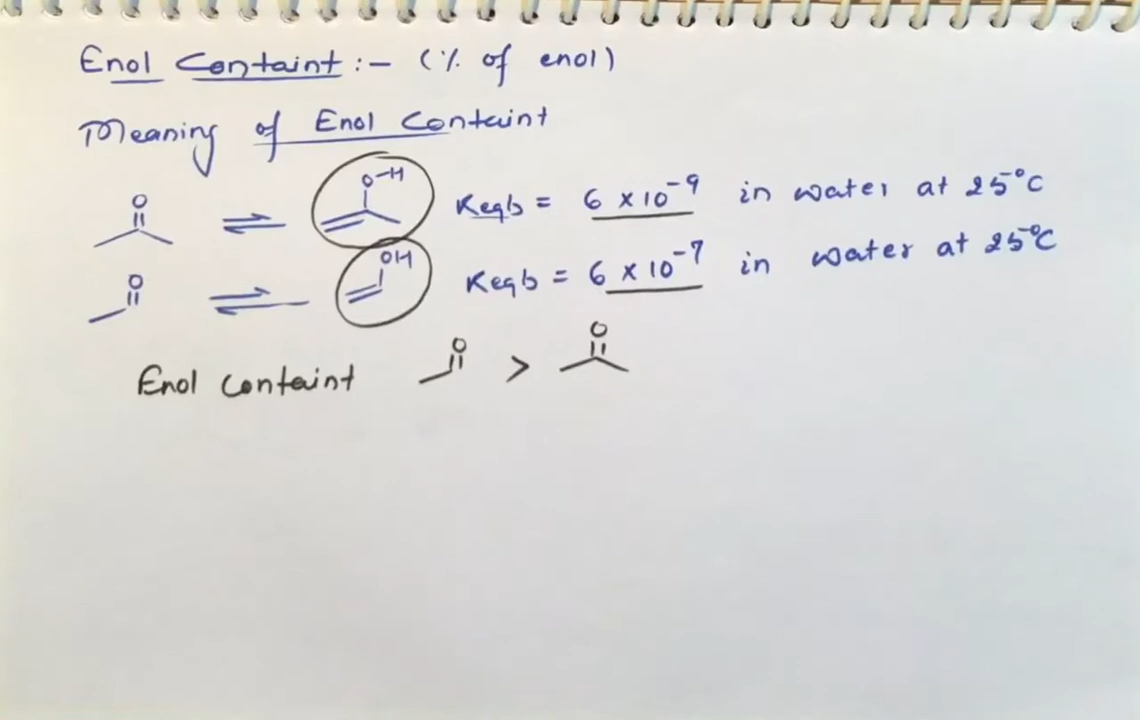 Enol Containt :- (% of enol)
Meaning of Enol Containt
O O-H Keqb = 6 × 10⁻⁹ in water at 25°C
O OH Keqb = 6 × 10⁻⁷ in water at 25°C
Enol containt O > O